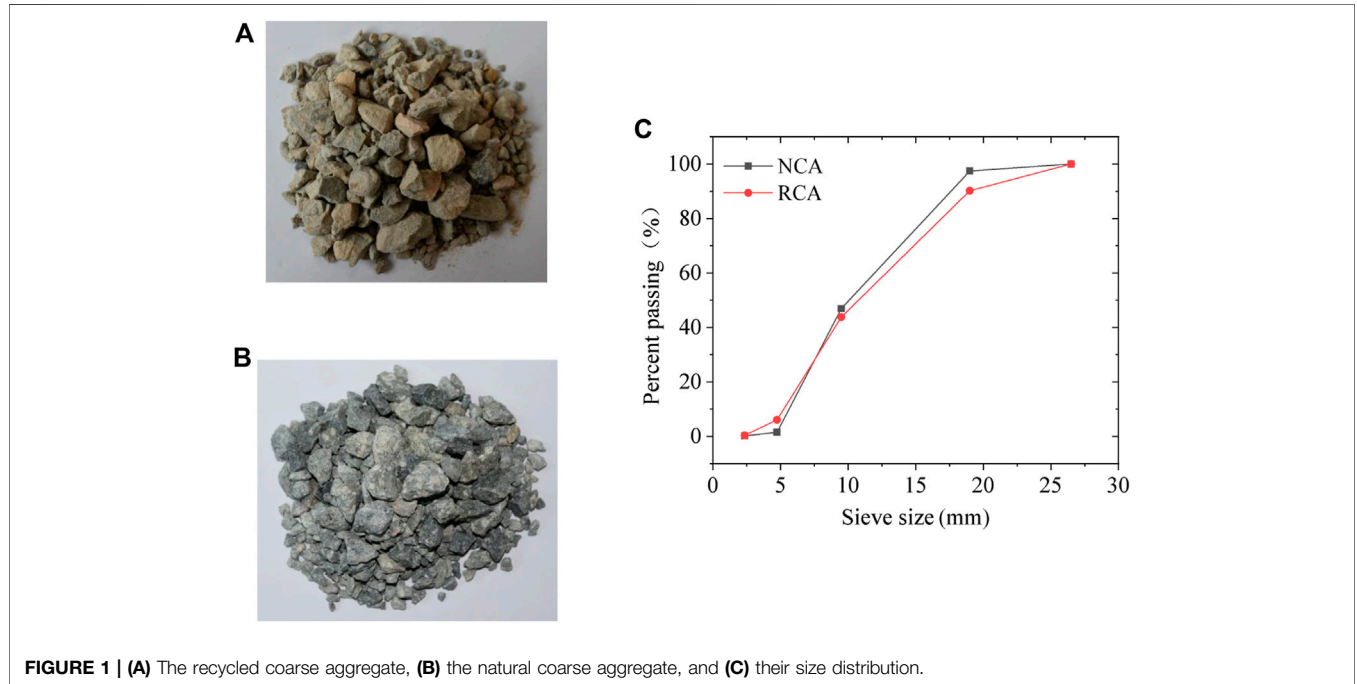 A
B
C
NCA
RCA
100
80
60
40
20
0
Percent passing（%）
0 5 10 15 20 25 30
Sieve size (mm)
FIGURE 1 | (A) The recycled coarse aggregate, (B) the natural coarse aggregate, and (C) their size distribution.